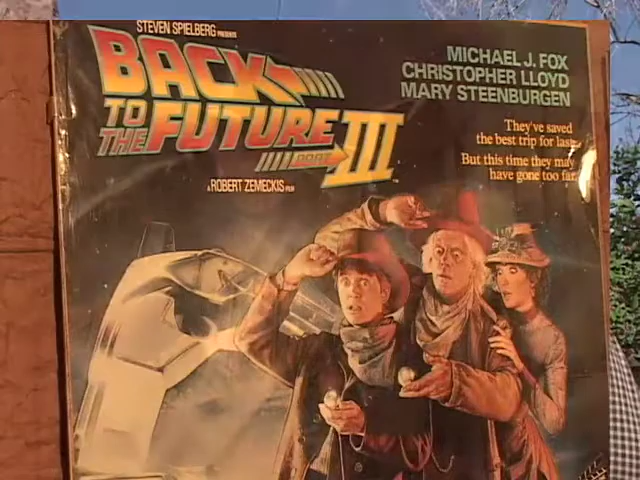 STEVEN SPIELBERG PRESENTS
BACK
TO THE FUTURE
PART III
A ROBERT ZEMECKIS FILM
MICHAEL J. FOX
CHRISTOPHER LLOYD
MARY STEENBURGEN
They've saved
the best trip for last...
But this time they may
have gone too far.